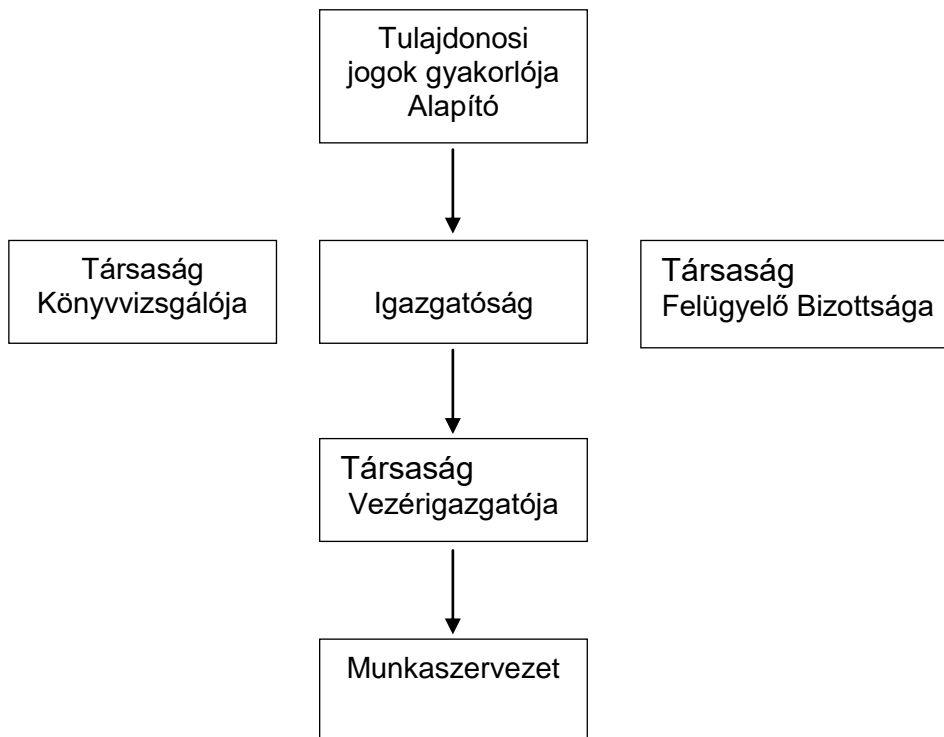 Tulajdonosi
jogok gyakorlója
Alapító
Társaság
Könyvvizsgálója
Igazgatóság
Társaság
Felügyelő Bizottsága
Társaság
Vezérigazgatója
Munkaszervezet